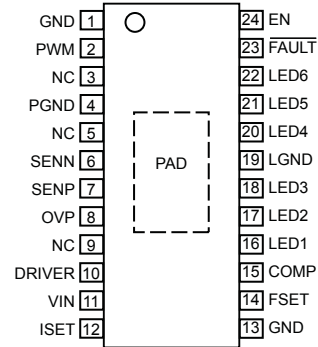 GND 1
PWM 2
NC 3
PGND 4
NC 5
SENN 6
SENP 7
OVP 8
NC 9
DRIVER 10
VIN 11
ISET 12
PAD
24 EN
23 FAULT
22 LED6
21 LED5
20 LED4
19 LGND
18 LED3
17 LED2
16 LED1
15 COMP
14 FSET
13 GND